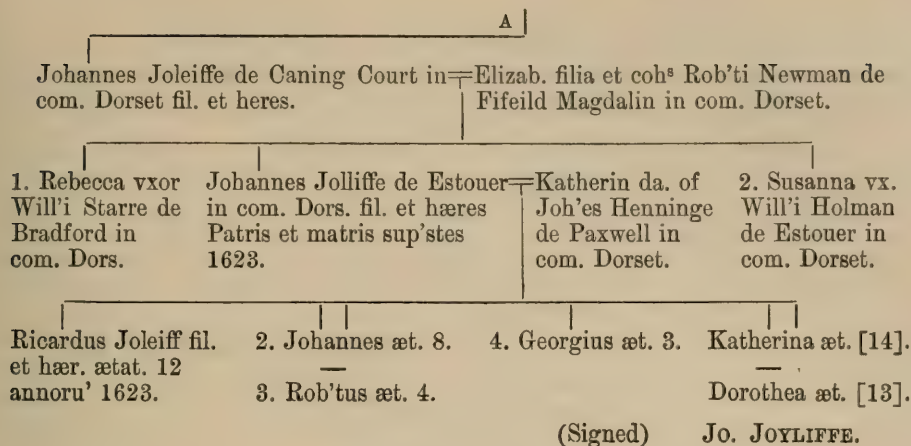 A
Johannes Joleiffe de Caning Court in
com. Dorset fil. et heres.
Elizab. filia et cohˢ Rob'ti Newman de
Fifeild Magdalin in com. Dorset.
1. Rebecca vxor
Will'i Starre de
Bradford in
com. Dors.
Johannes Jolliffe de Estouer
in com. Dors. fil. et hæres
Patris et matris sup'stes
1623.
Katherin da. of
Joh'es Henninge
de Paxwell in
com. Dorset.
2. Susanna vx.
Will'i Holman
de Estouer in
com. Dorset.
Ricardus Joleiff fil.
et hær. ætat. 12
annoru' 1623.
2. Johannes æt. 8.
—
3. Rob'tus æt. 4.
4. Georgius æt. 3.
Katherina æt. [14].
—
Dorothea æt. [13].
(Signed) Jo. Joyliffe.